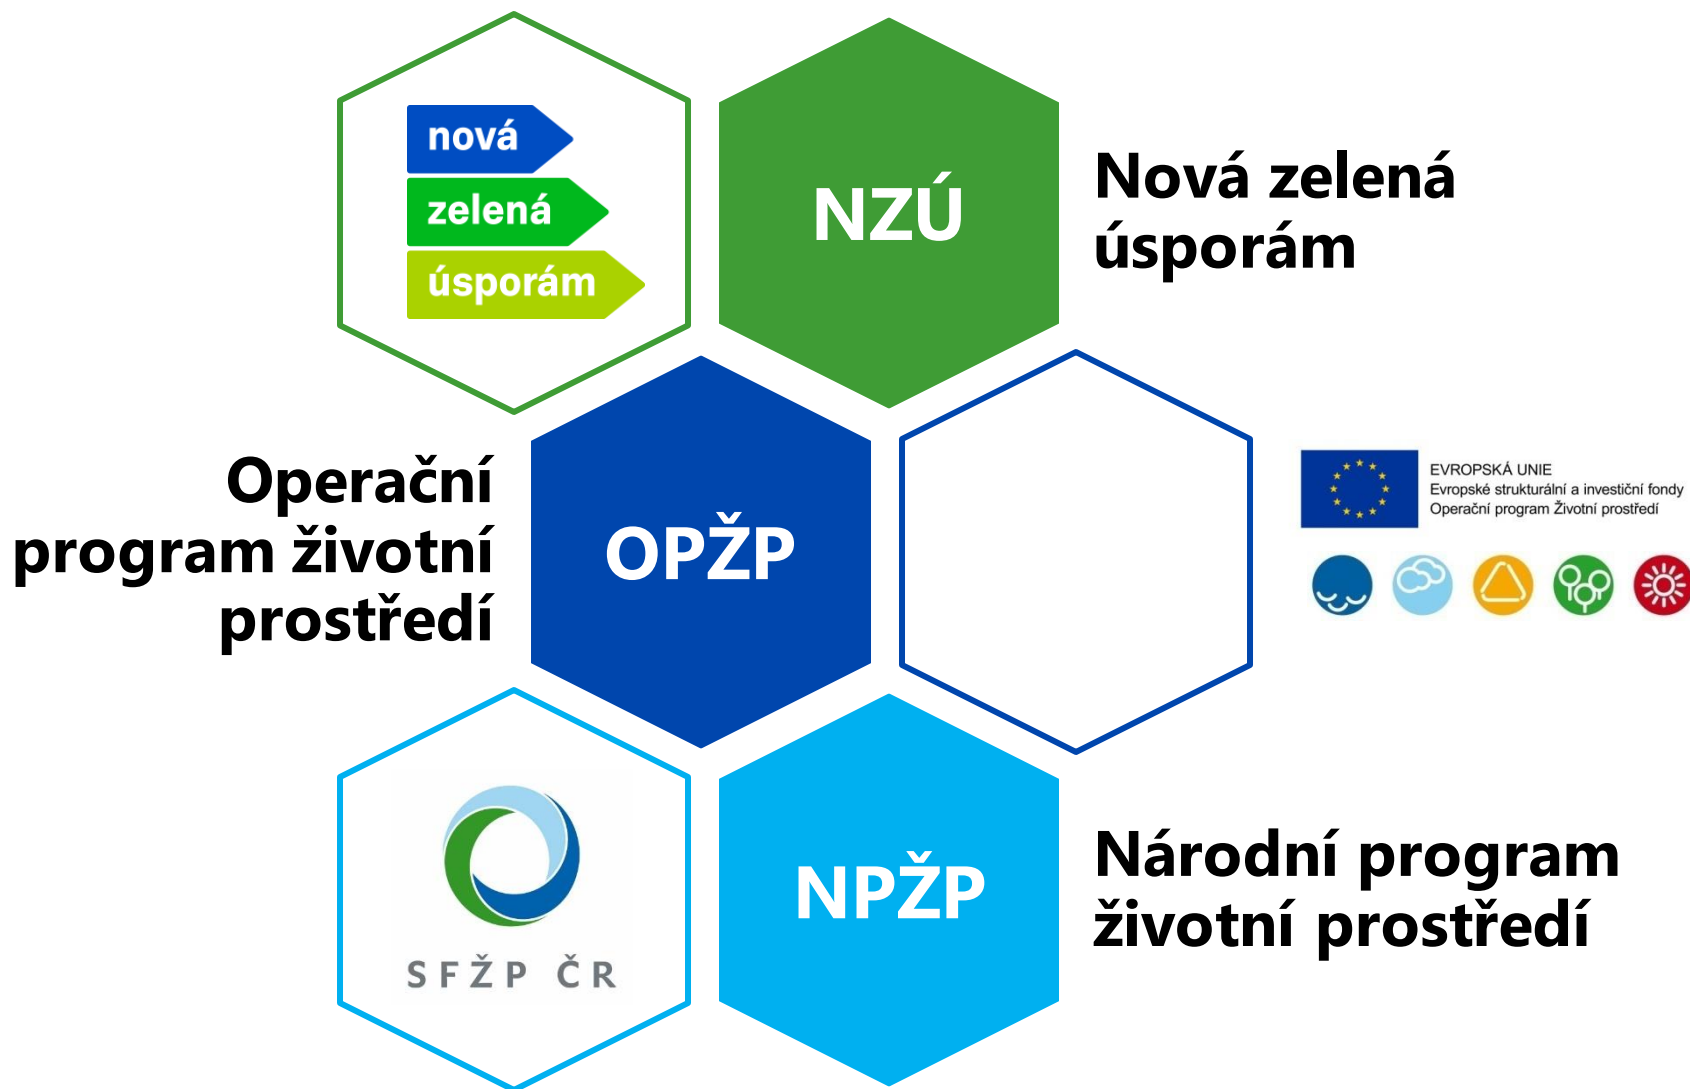 nová
zelená
úsporám
NZÚ
Nová zelená
úsporám
Operační
program životní
prostředí
OPŽP
EVROPSKÁ UNIE
Evropské strukturální a investiční fondy
Operační program Životní prostředí
SFŽP ČR
NPŽP
Národní program
životní prostředí